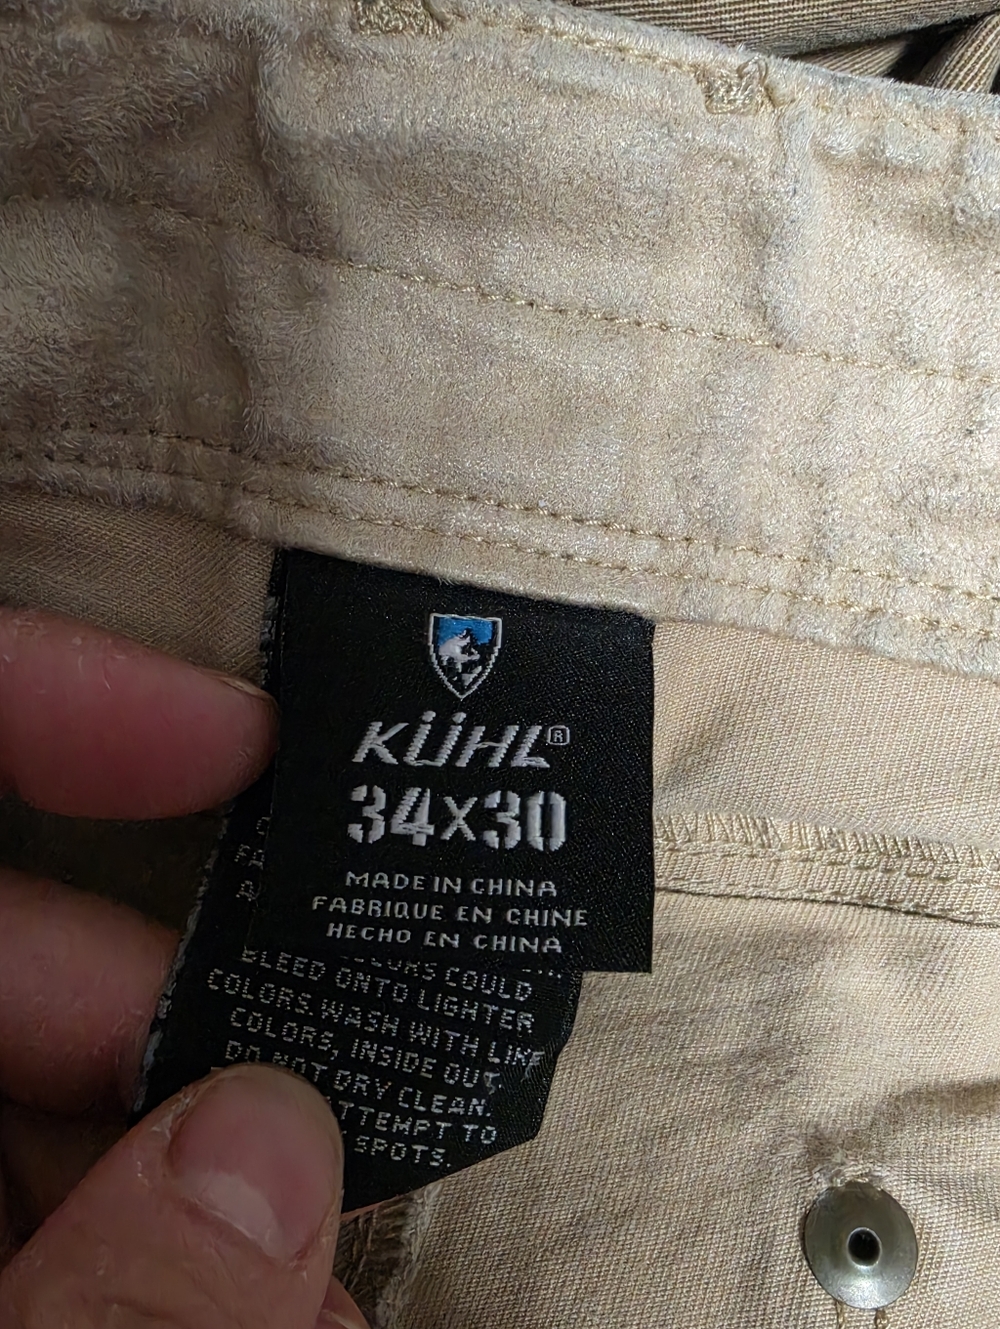 KÜHL®
34X30
MADE IN CHINA
FABRIQUE EN CHINE
HECHO EN CHINA
COULD
BLEED ONTO LIGHTER
COLORS. WASH WITH LIKE
COLORS, INSIDE OUT.
DO NOT DRY CLEAN.
ATTEMPT TO
SPOTS.